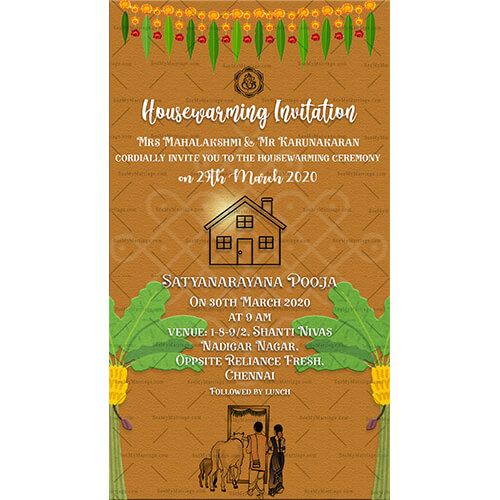 Housewarming Invitation
Mrs Mahalakshmi & Mr Karunakaran
cordially invite you to the housewarming ceremony
on 29th March 2020
Satyanarayana Pooja
On 30th March 2020
at 9 am
venue: 1-8-9/2, Shanti Nivas
Nadigar Nagar,
Oppsite Reliance Fresh,
Chennai
Followed by lunch
SeeMyMarriage.com